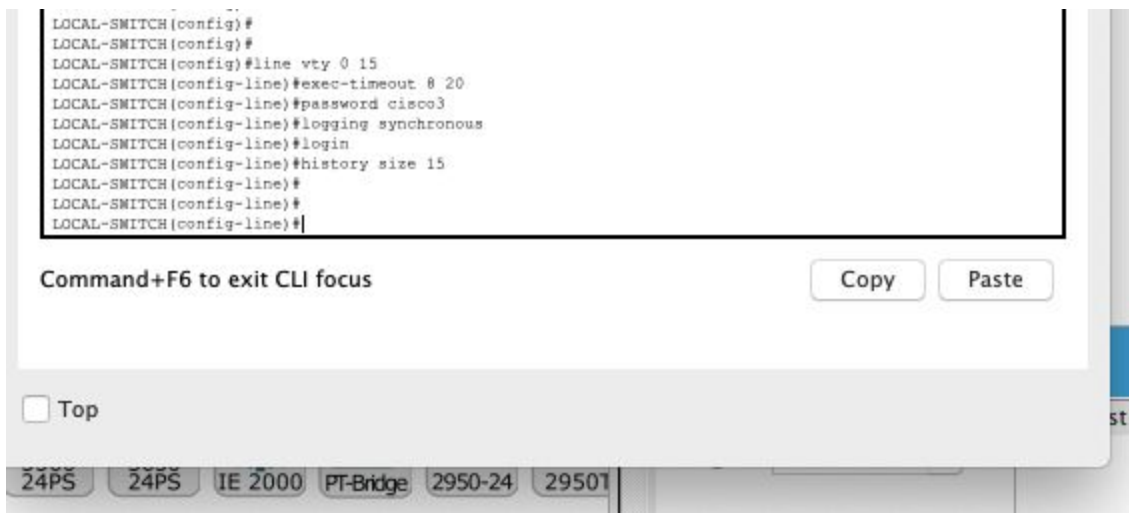 LOCAL-SWITCH(config)#
LOCAL-SWITCH(config)#
LOCAL-SWITCH(config)#line vty 0 15
LOCAL-SWITCH(config-line)#exec-timeout 8 20
LOCAL-SWITCH(config-line)#password cisco3
LOCAL-SWITCH(config-line)#logging synchronous
LOCAL-SWITCH(config-line)#login
LOCAL-SWITCH(config-line)#history size 15
LOCAL-SWITCH(config-line)#
LOCAL-SWITCH(config-line)#
LOCAL-SWITCH(config-line)#
Command+F6 to exit CLI focus
Copy Paste
Top
st
24PS 24PS IE 2000 PT-Bridge 2950-24 2950T